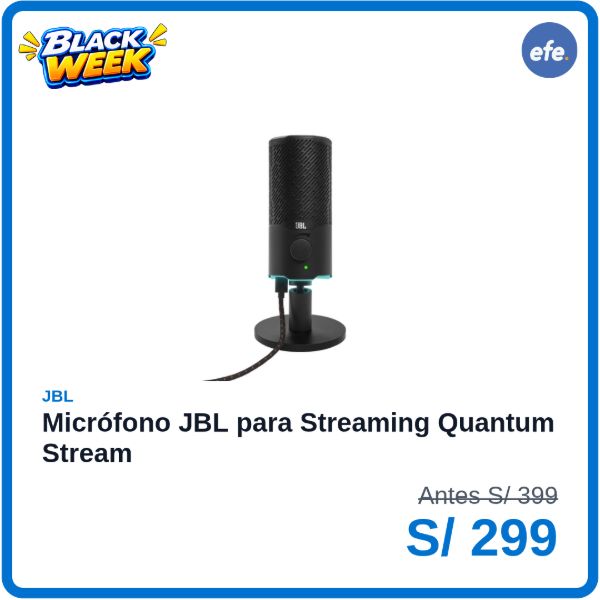 BLACK
WEEK
efe.
JBL
JBL
Micrófono JBL para Streaming Quantum
Stream
Antes S/ 399
S/ 299